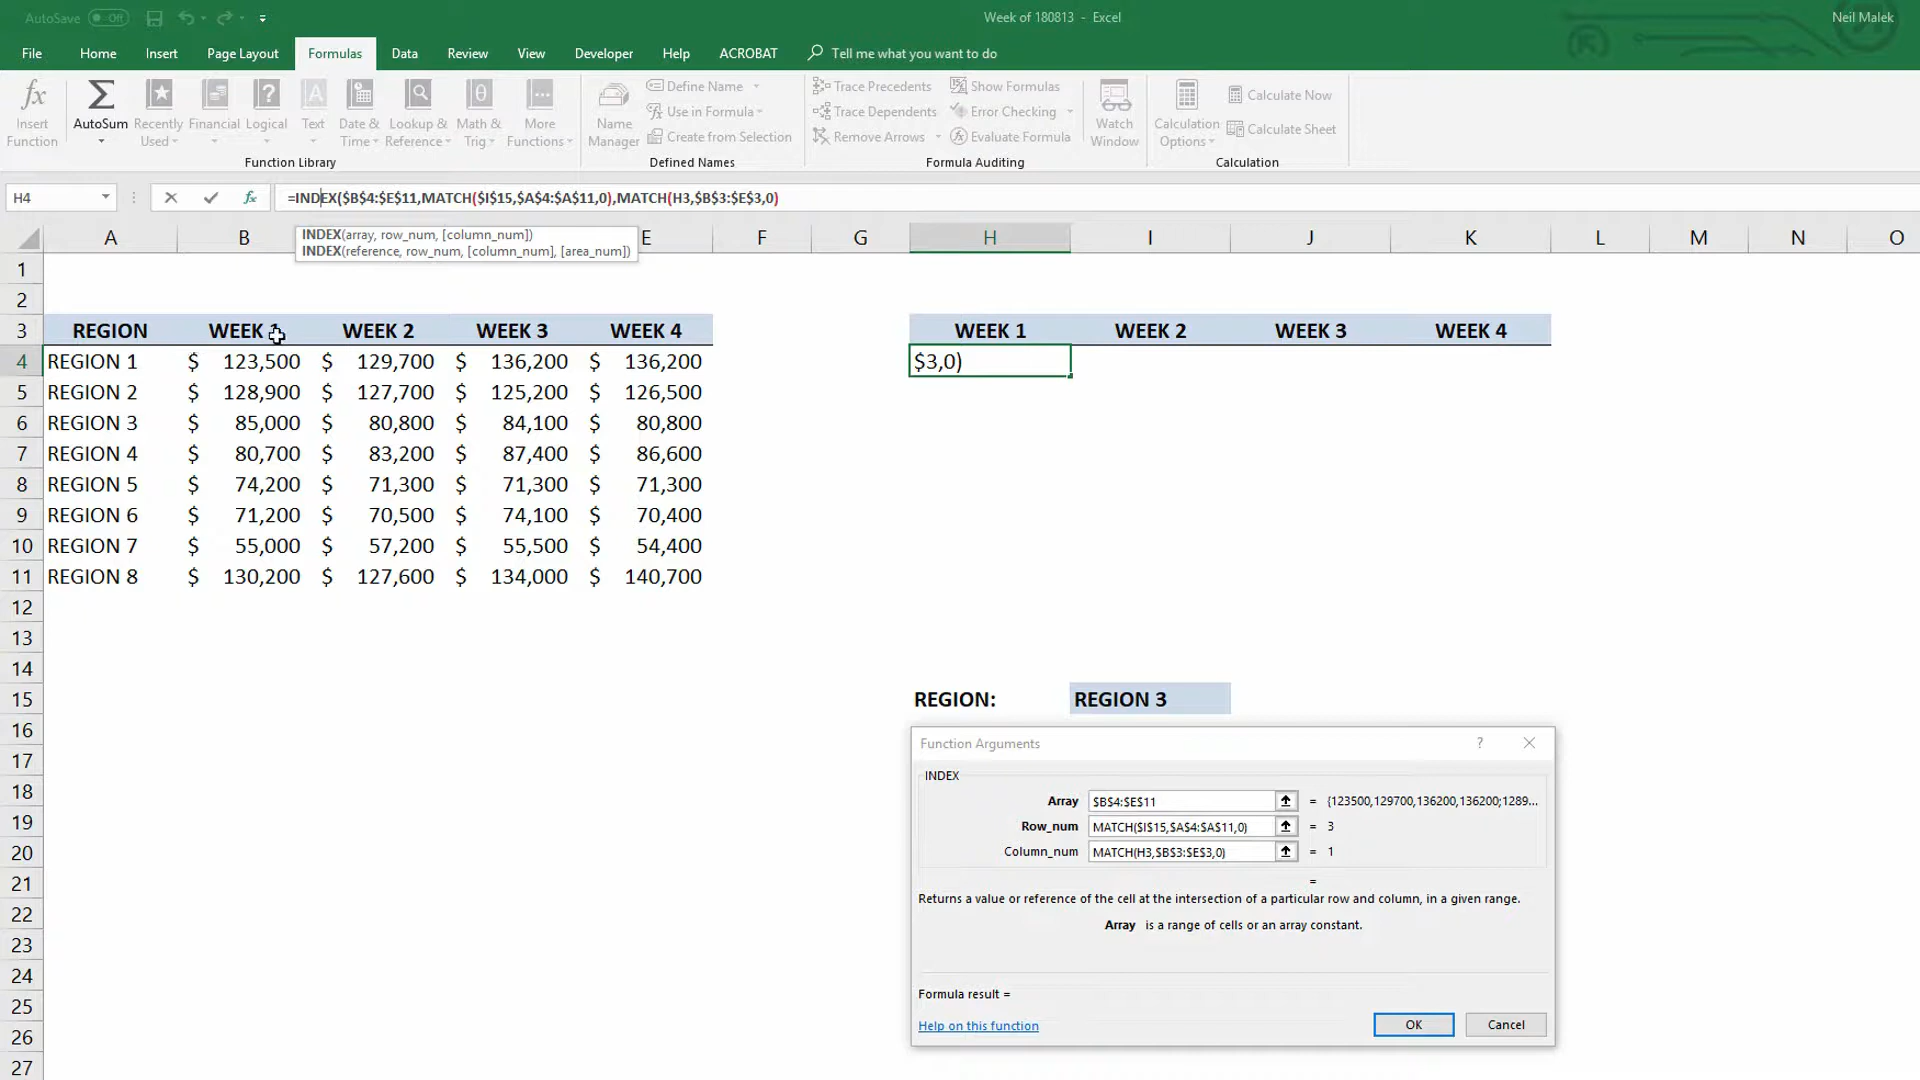 AutoSave Off Week of 180813 - Excel Neil Malek
File Home Insert Page Layout Formulas Data Review View Developer Help ACROBAT Tell me what you want to do
fx Insert Function
Σ AutoSum
Recently Used
Financial
Logical
A Text
Date & Time
Lookup & Reference
θ Math & Trig
More Functions
Function Library
Name Manager
Define Name
Use in Formula
Create from Selection
Defined Names
Trace Precedents
Trace Dependents
Remove Arrows
Show Formulas
Error Checking
Evaluate Formula
Formula Auditing
Watch Window
Calculation Options
Calculate Now
Calculate Sheet
Calculation
H4 fx =INDEX($B$4:$E$11,MATCH($I$15,$A$4:$A$11,0),MATCH(H3,$B$3:$E$3,0)
INDEX(array, row_num, [column_num])
INDEX(reference, row_num, [column_num], [area_num])
A B E F G H I J K L M N O
1
2
3 REGION WEEK WEEK 2 WEEK 3 WEEK 4 WEEK 1 WEEK 2 WEEK 3 WEEK 4
4 REGION 1 $ 123,500 $ 129,700 $ 136,200 $ 136,200 $3,0)
5 REGION 2 $ 128,900 $ 127,700 $ 125,200 $ 126,500
6 REGION 3 $ 85,000 $ 80,800 $ 84,100 $ 80,800
7 REGION 4 $ 80,700 $ 83,200 $ 87,400 $ 86,600
8 REGION 5 $ 74,200 $ 71,300 $ 71,300 $ 71,300
9 REGION 6 $ 71,200 $ 70,500 $ 74,100 $ 70,400
10 REGION 7 $ 55,000 $ 57,200 $ 55,500 $ 54,400
11 REGION 8 $ 130,200 $ 127,600 $ 134,000 $ 140,700
12
13
14
15 REGION: REGION 3
16
17
18
19
20
21
22
23
24
25
26
27
Function Arguments ?
INDEX
Array $B$4:$E$11 = {123500,129700,136200,136200;1289...
Row_num MATCH($I$15,$A$4:$A$11,0) = 3
Column_num MATCH(H3,$B$3:$E$3,0) = 1
=
Returns a value or reference of the cell at the intersection of a particular row and column, in a given range.
Array is a range of cells or an array constant.
Formula result =
Help on this function OK Cancel